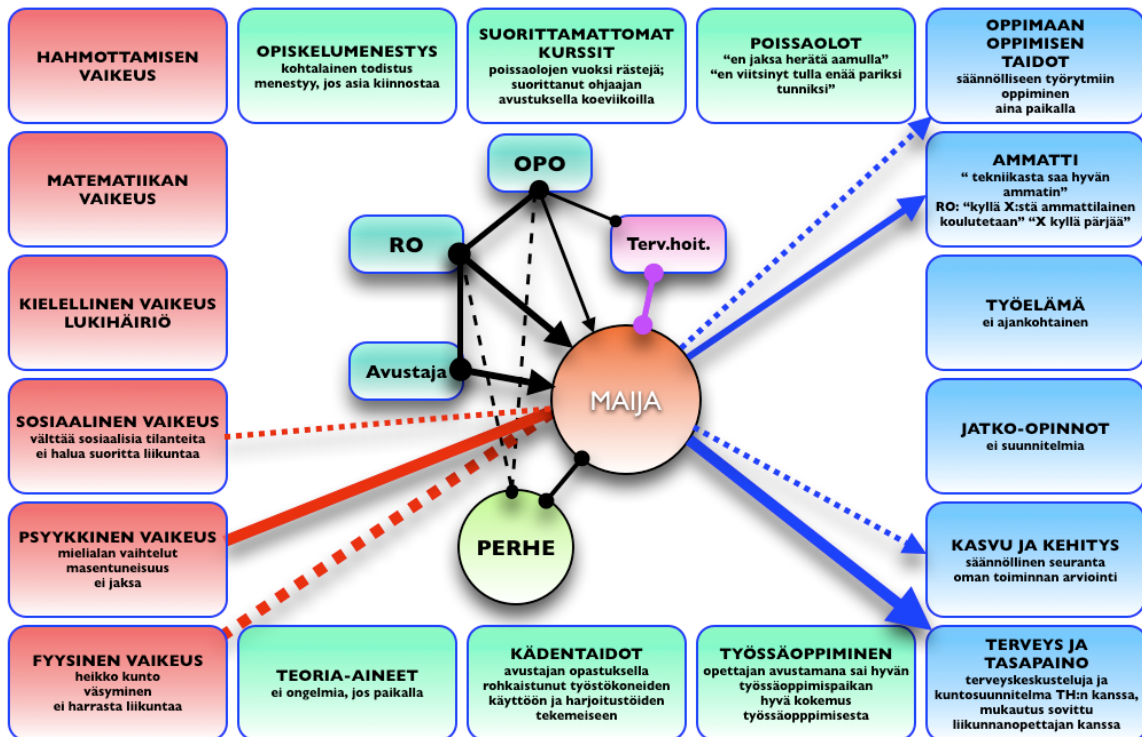 HAHMOTTAMISEN
VAIKEUS
OPISKELUMENESTYS
kohtalainen todistus
menestyy, jos asia kiinnostaa
SUORITTAMATTOMAT
KURSSIT
poissaolojen vuoksi rästejä;
suorittanut ohjaajan
avustuksella koeviikoilla
POISSAOLOT
“en jaksa herätä aamulla”
“en viitsinyt tulla enää pariksi
tunniksi”
OPPIMAAN
OPPIMISEN
TAIDOT
säännölliseen työrytmiin
oppiminen
aina paikalla
MATEMATIIKAN
VAIKEUS
OPO
RO
Terv.hoit.
AMMATTI
“ tekniikasta saa hyvän
ammatin”
RO: “kyllä X:stä ammattilainen
koulutetaan” “X kyllä pärjää”
KIELELLINEN VAIKEUS
LUKIHÄIRIÖ
Avustaja
MAIJA
TYÖELÄMÄ
ei ajankohtainen
SOSIAALINEN VAIKEUS
välttää sosiaalisia tilanteita
ei halua suoritta liikuntaa
JATKO-OPINNOT
ei suunnitelmia
PSYYKKINEN VAIKEUS
mielialan vaihtelut
masentuneisuus
ei jaksa
PERHE
KASVU JA KEHITYS
säännöllinen seuranta
oman toiminnan arviointi
FYYSINEN VAIKEUS
heikko kunto
väsyminen
ei harrasta liikuntaa
TEORIA-AINEET
ei ongelmia, jos paikalla
KÄDENTAIDOT
avustajan opastuksella
rohkaistunut työstökoneiden
käyttöön ja harjoitustöiden
tekemeiseen
TYÖSSÄOPPIMINEN
opettajan avustamana sai hyvän
työssäoppimispaikan
hyvä kokemus
työssäopppimisesta
TERVEYS JA
TASAPAINO
terveyskeskusteluja ja
kuntosuunnitelma TH:n kanssa,
mukautus sovittu
liikunnanopettajan kanssa